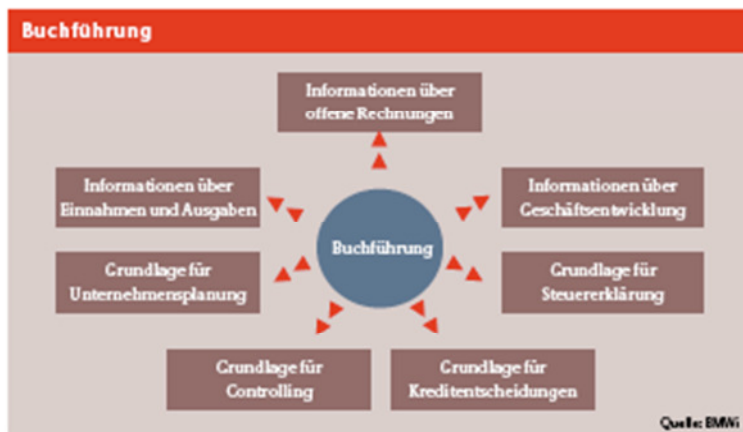 Buchführung
Informationen über
offene Rechnungen
Informationen über
Einnahmen und Ausgaben
Informationen über
Geschäftsentwicklung
Buchführung
Grundlage für
Unternehmensplanung
Grundlage für
Steuererklärung
Grundlage für
Controlling
Grundlage für
Kreditentscheidungen
Quelle: BMWi